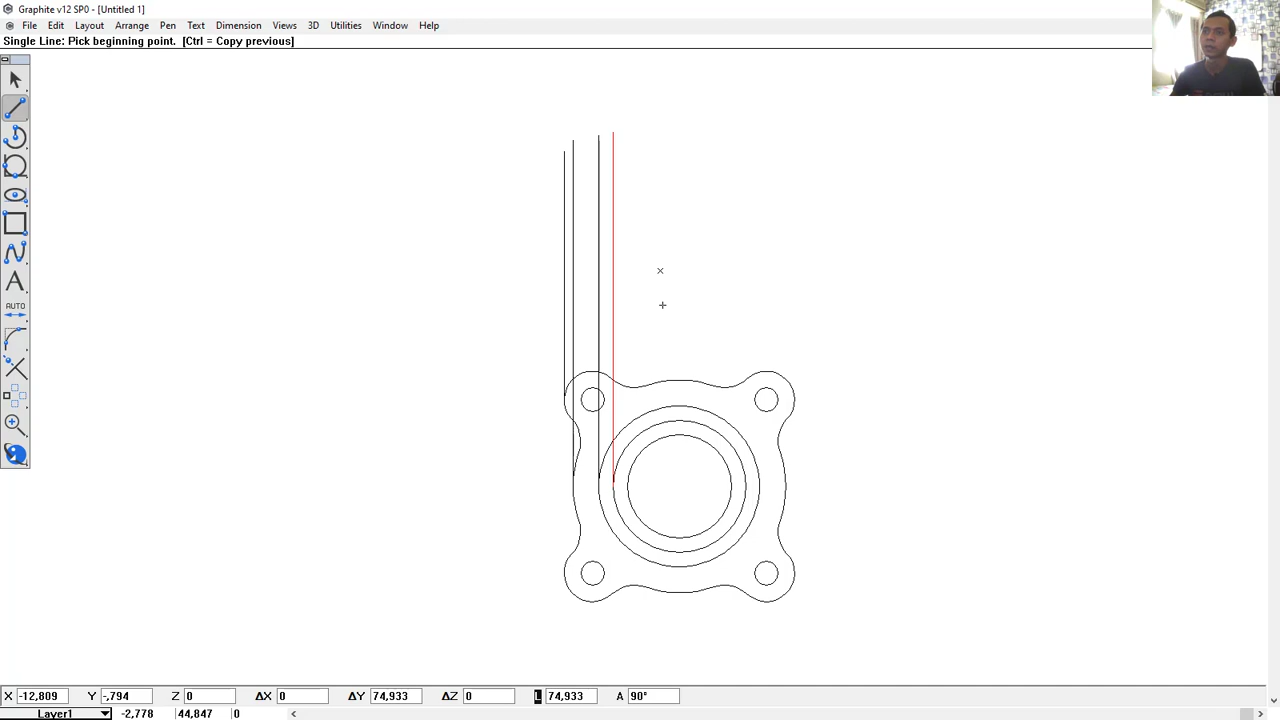 Graphite v12 SP0 - [Untitled 1]
File Edit Layout Arrange Pen Text Dimension Views 3D Utilities Window Help
Single Line: Pick beginning point. [Ctrl = Copy previous]
A
AUTO
X -12,809 Y -,794 Z 0 ΔX 0 ΔY 74,933 ΔZ 0 L 74,933 A 90°
Layer1 -2,778 44,847 0